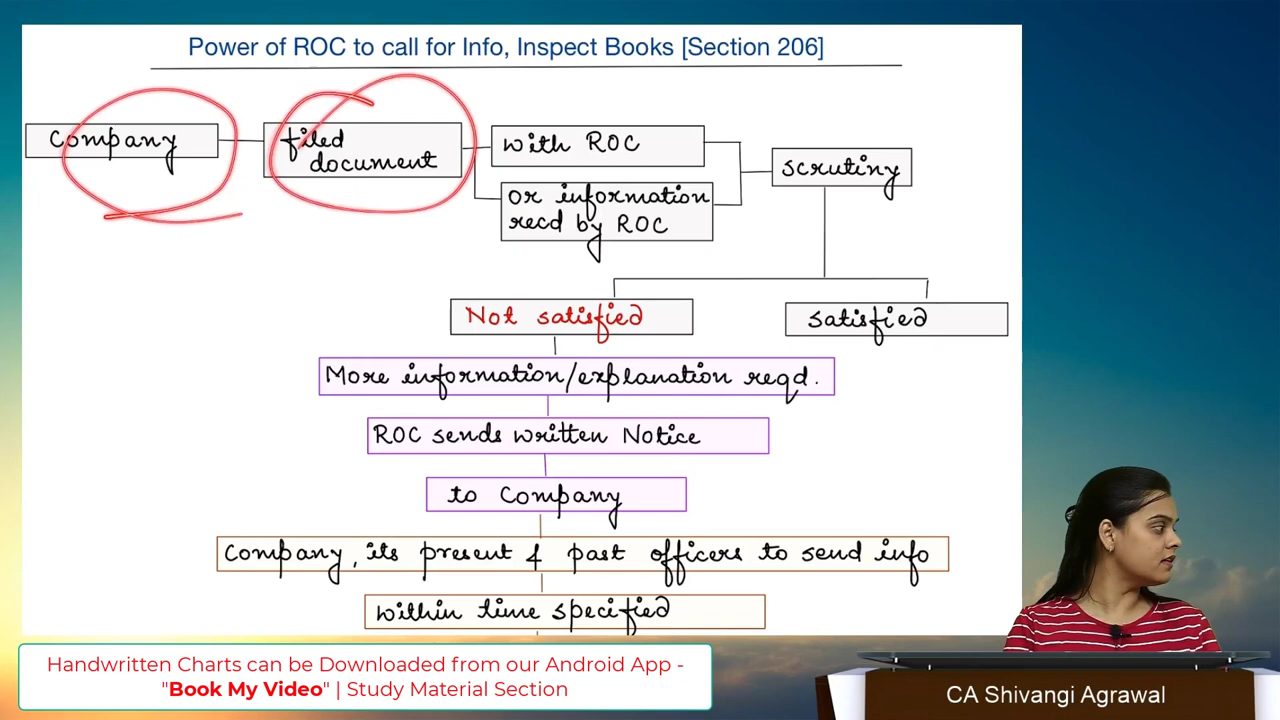 Power of ROC to call for Info, Inspect Books [Section 206]
Company
filed
document
with ROC
or information
recd by ROC
scrutiny
Not satisfied
satisfied
More information/explanation reqd.
ROC sends written Notice
to Company
Company, its present & past officers to send info
within time specified
Handwritten Charts can be Downloaded from our Android App -
"Book My Video" | Study Material Section
CA Shivangi Agrawal